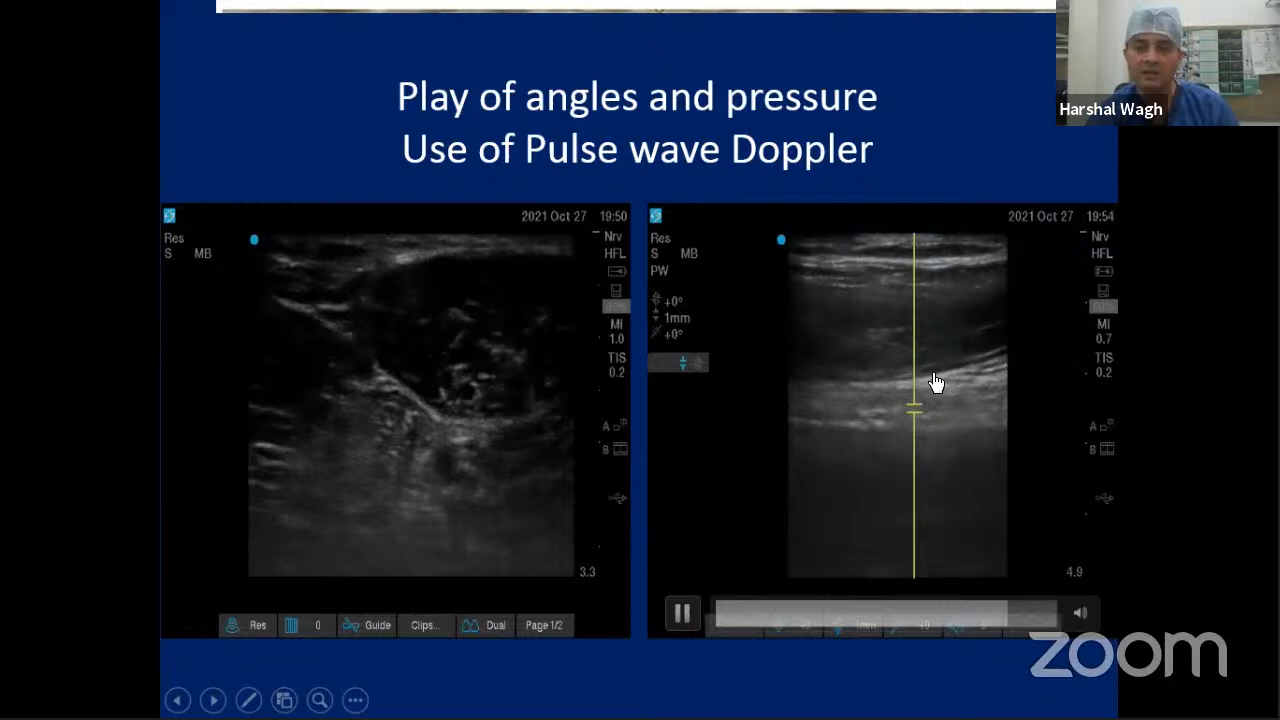 Harshal Wagh
Play of angles and pressure
Use of Pulse wave Doppler
2021 Oct 27 19:50
Res
S MB
Nrv
HFL
MI
1.0
TIS
0.2
A
B
3.3
Res 0 Guide Clips... Dual Page 1/2
2021 Oct 27 19:54
Res
S MB
PW
+0°
1mm
+0°
Nrv
HFL
MI
0.7
TIS
0.2
A
B
4.9
1mm
zoom